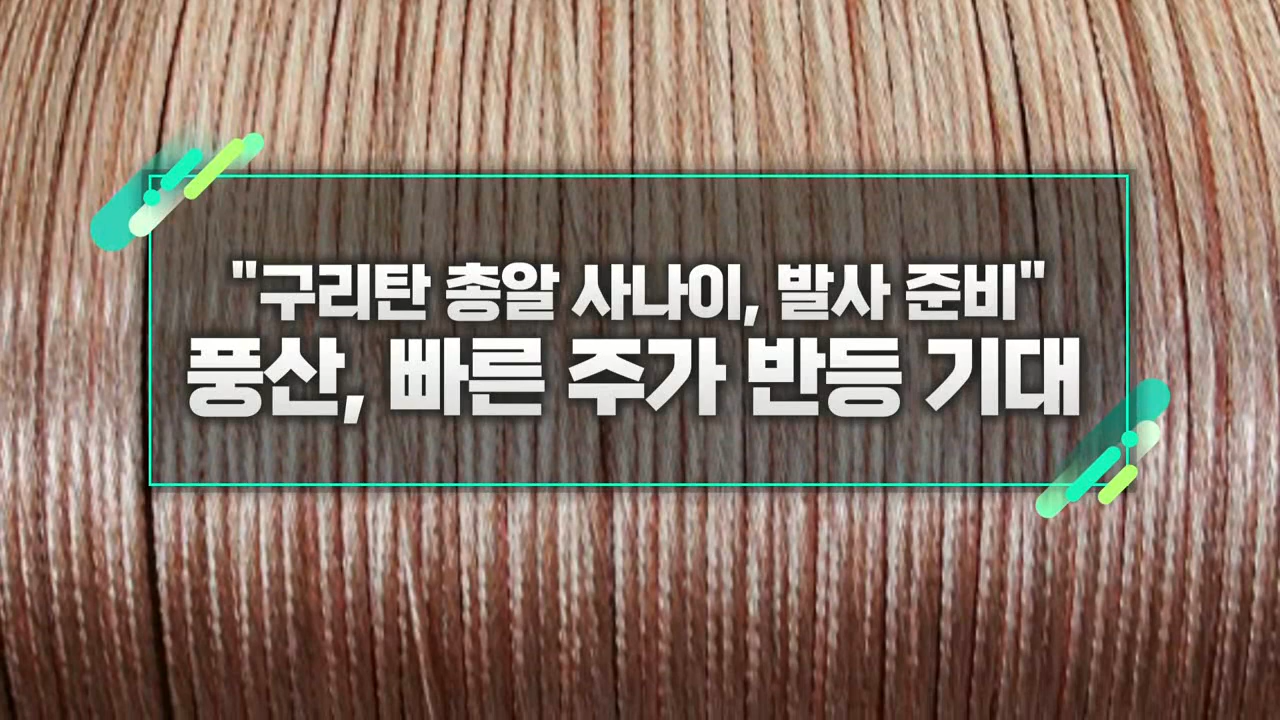 "구리탄 총알 사나이, 발사 준비"
풍산, 빠른 주가 반등 기대